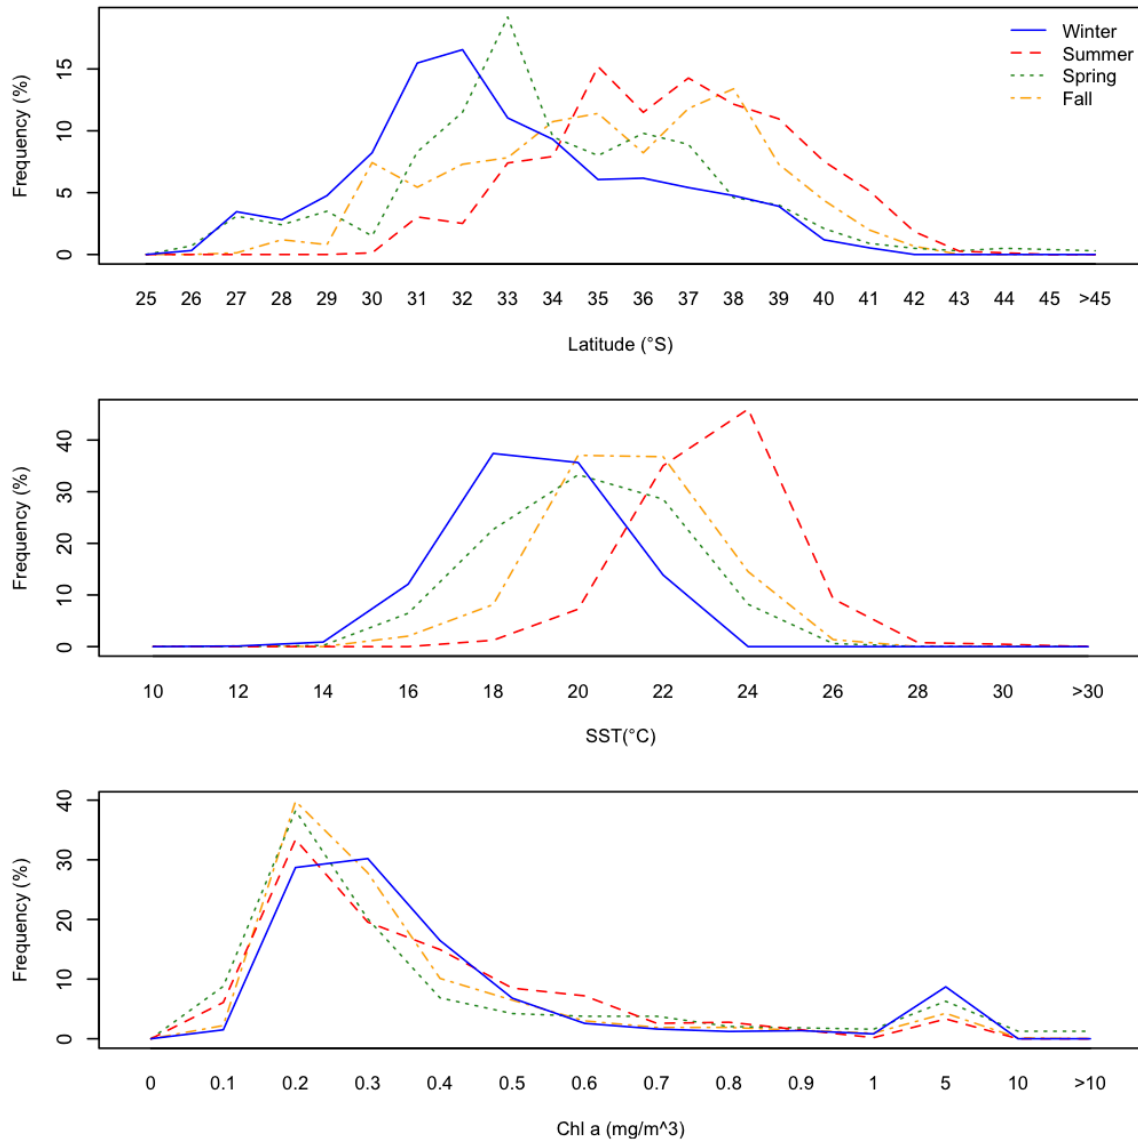 Frequency (%)
15
10
5
0
Winter
Summer
Spring
Fall
25 26 27 28 29 30 31 32 33 34 35 36 37 38 39 40 41 42 43 44 45 >45
Latitude (°S)
Frequency (%)
40
30
20
10
0
10 12 14 16 18 20 22 24 26 28 30 >30
SST(°C)
Frequency (%)
40
30
20
10
0
0 0.1 0.2 0.3 0.4 0.5 0.6 0.7 0.8 0.9 1 5 10 >10
Chl a (mg/m^3)